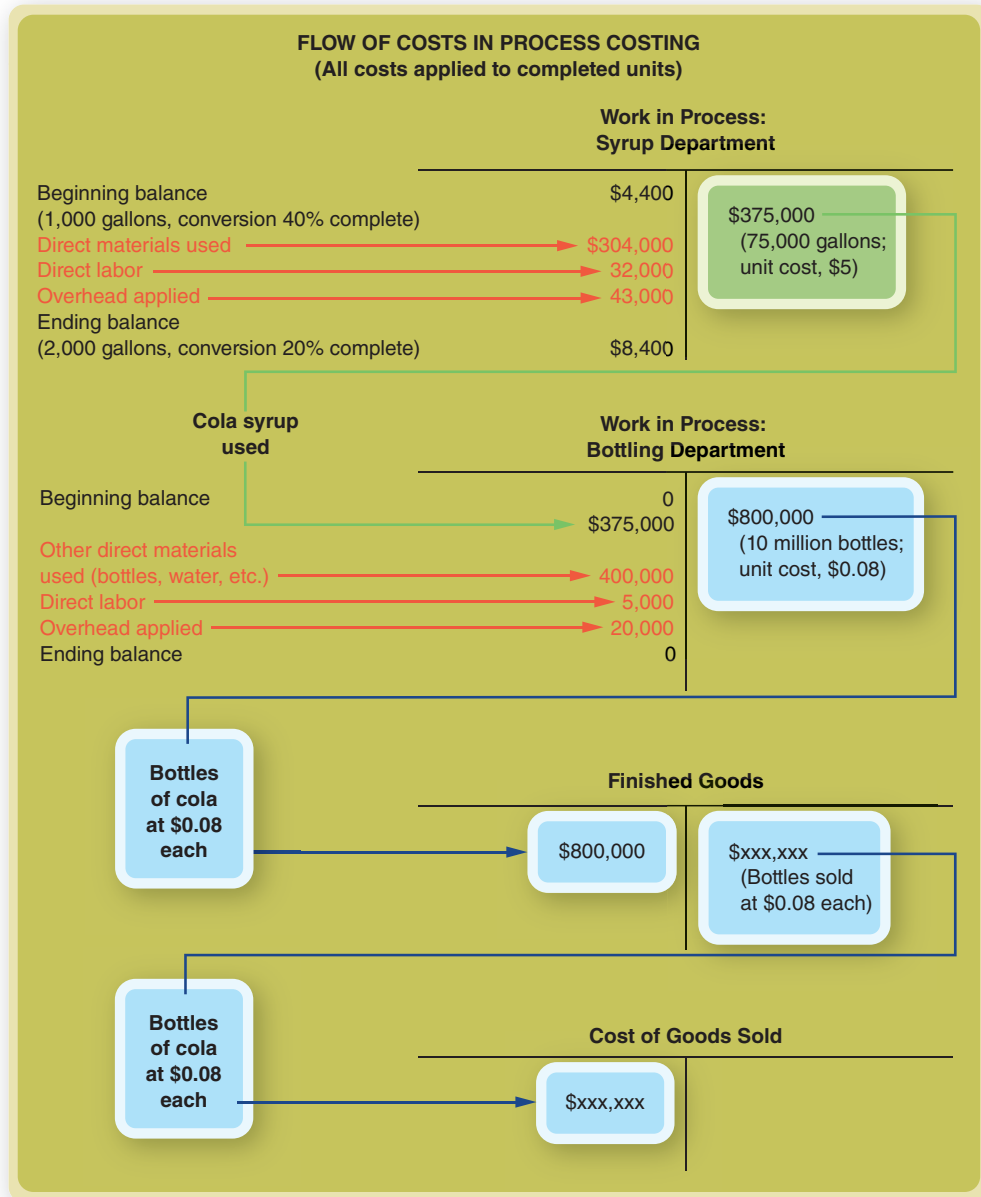 FLOW OF COSTS IN PROCESS COSTING
(All costs applied to completed units)
Work in Process:
Syrup Department
Beginning balance $4,400
(1,000 gallons, conversion 40% complete)
Direct materials used $304,000
Direct labor 32,000
Overhead applied 43,000
Ending balance
(2,000 gallons, conversion 20% complete) $8,400
$375,000
(75,000 gallons;
unit cost, $5)
Cola syrup
used
Work in Process:
Bottling Department
Beginning balance 0
$375,000
Other direct materials
used (bottles, water, etc.) 400,000
Direct labor 5,000
Overhead applied 20,000
Ending balance 0
$800,000
(10 million bottles;
unit cost, $0.08)
Bottles
of cola
at $0.08
each
Finished Goods
$800,000
$xxx,xxx
(Bottles sold
at $0.08 each)
Bottles
of cola
at $0.08
each
Cost of Goods Sold
$xxx,xxx